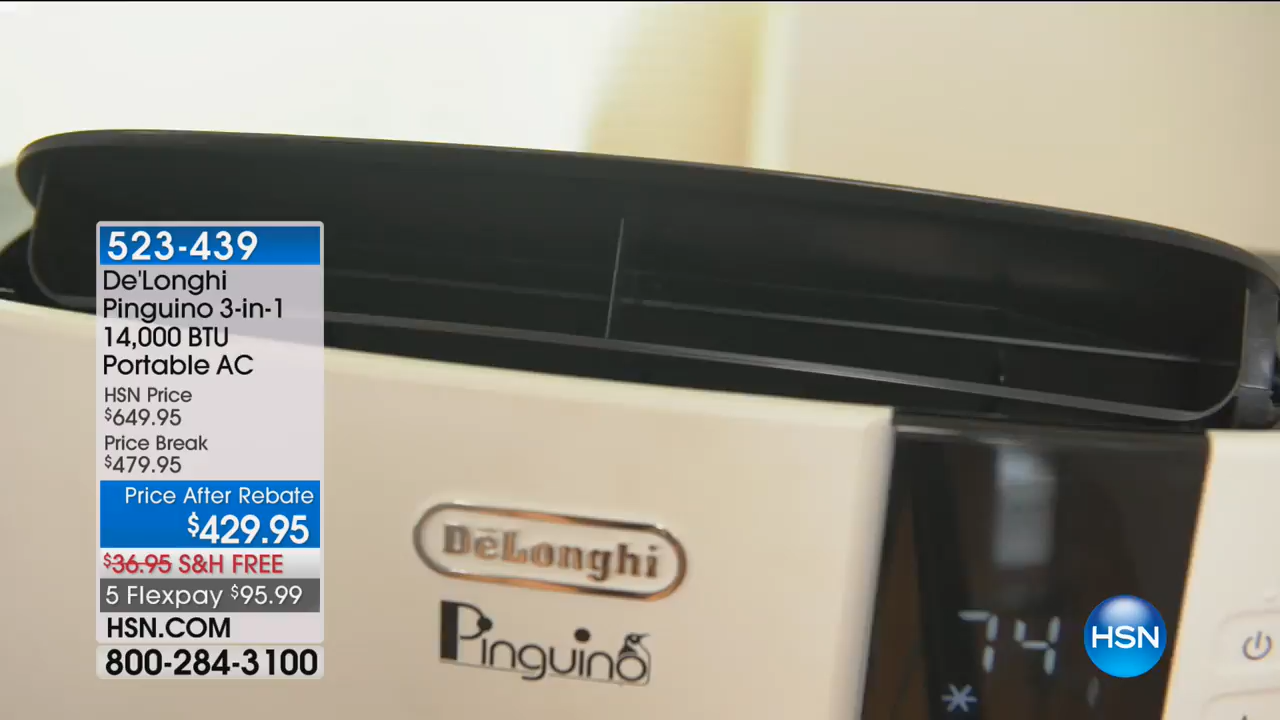 523-439
De'Longhi
Pinguino 3-in-1
14,000 BTU
Portable AC
HSN Price
$649.95
Price Break
$479.95
Price After Rebate
$429.95
$36.95 S&H FREE
5 Flexpay $95.99
HSN.COM
800-284-3100
DēLonghi
Pinguino
74
HSN